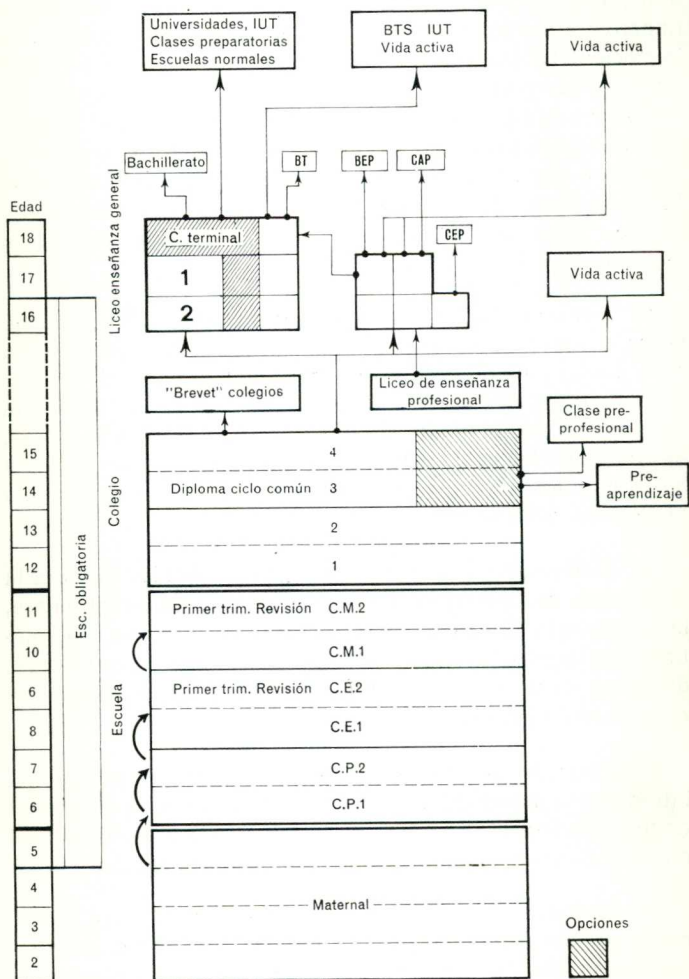 Universidades, IUT
Clases preparatorias
Escuelas normales
BTS IUT
Vida activa
Vida activa
Bachillerato
BT
BEP
CAP
CEP
Edad
18
17
16
15
14
13
12
11
10
6
8
7
6
5
4
3
2
Esc. obligatoria
Liceo enseñanza general
C. terminal
1
2
Vida activa
"Brevet" colegios
Liceo de enseñanza
profesional
Clase pre-
profesional
Pre-
aprendizaje
Colegio
4
Diploma ciclo común 3
2
1
Escuela
Primer trim. Revisión C.M.2
C.M.1
Primer trim. Revisión C.E.2
C.E.1
C.P.2
C.P.1
Maternal
Opciones